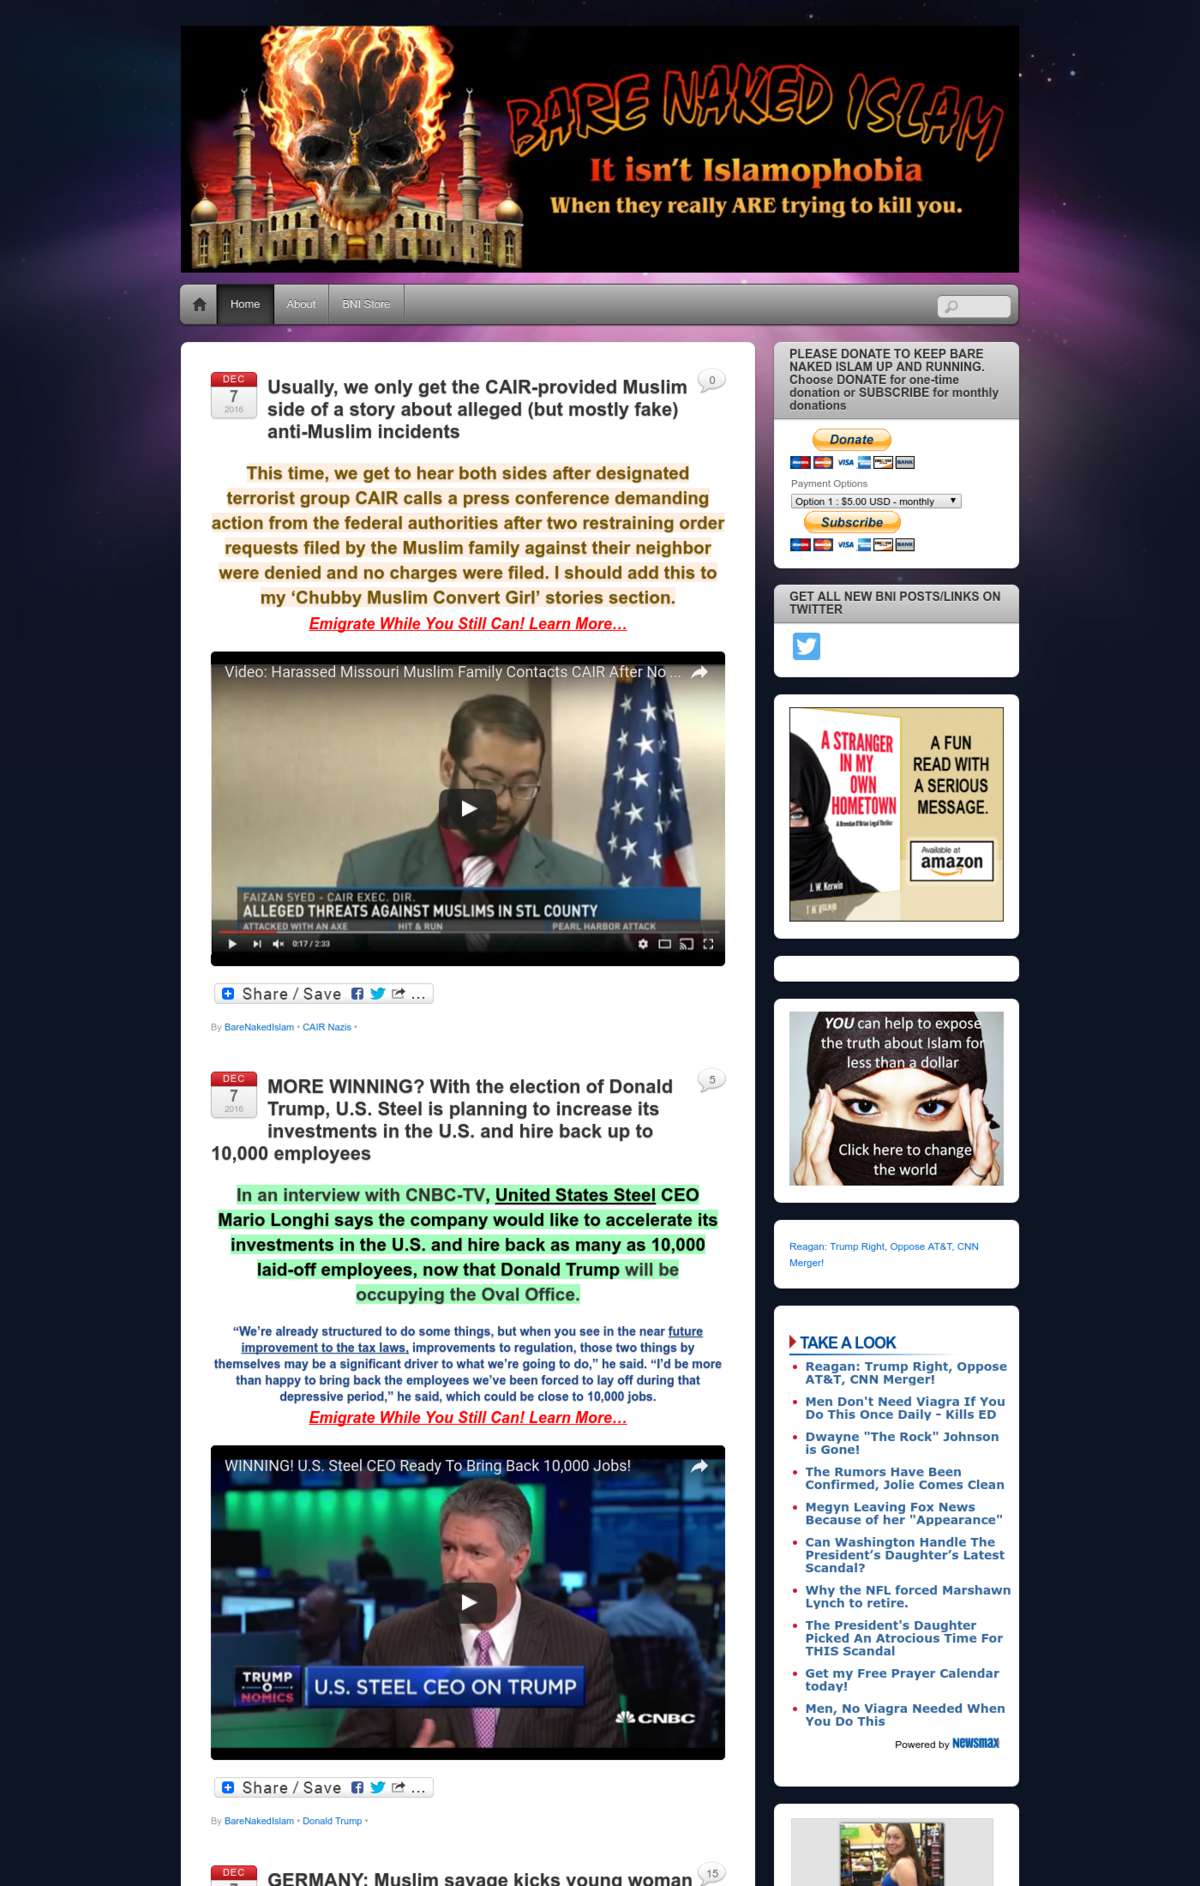 BARE NAKED ISLAM
It isn't Islamophobia
When they really ARE trying to kill you.
Home
About
BNI Store
DEC
7
2016
Usually, we only get the CAIR-provided Muslim
side of a story about alleged (but mostly fake)
anti-Muslim incidents
0
This time, we get to hear both sides after designated
terrorist group CAIR calls a press conference demanding
action from the federal authorities after two restraining order
requests filed by the Muslim family against their neighbor
were denied and no charges were filed. I should add this to
my ‘Chubby Muslim Convert Girl’ stories section.
Emigrate While You Still Can! Learn More…
Video: Harassed Missouri Muslim Family Contacts CAIR After No ...
FAIZAN SYED - CAIR EXEC. DIR.
ALLEGED THREATS AGAINST MUSLIMS IN STL COUNTY
ATTACKED WITH AN AXE HIT & RUN PEARL HARBOR ATTACK
0:17 / 2:33
Share / Save ...
By BareNakedIslam • CAIR Nazis •
DEC
7
2016
MORE WINNING? With the election of Donald
Trump, U.S. Steel is planning to increase its
investments in the U.S. and hire back up to
10,000 employees
5
In an interview with CNBC-TV, United States Steel CEO
Mario Longhi says the company would like to accelerate its
investments in the U.S. and hire back as many as 10,000
laid-off employees, now that Donald Trump will be
occupying the Oval Office.
“We’re already structured to do some things, but when you see in the near future
improvement to the tax laws, improvements to regulation, those two things by
themselves may be a significant driver to what we’re going to do,” he said. “I’d be more
than happy to bring back the employees we’ve been forced to lay off during that
depressive period,” he said, which could be close to 10,000 jobs.
Emigrate While You Still Can! Learn More…
WINNING! U.S. Steel CEO Ready To Bring Back 10,000 Jobs!
TRUMP
O
NOMICS
U.S. STEEL CEO ON TRUMP
CNBC
Share / Save ...
By BareNakedIslam • Donald Trump •
DEC
GERMANY: Muslim savage kicks young woman
15
PLEASE DONATE TO KEEP BARE
NAKED ISLAM UP AND RUNNING.
Choose DONATE for one-time
donation or SUBSCRIBE for monthly
donations
Donate
VISA
BANK
Payment Options
Option 1 : $5.00 USD - monthly
Subscribe
VISA
BANK
GET ALL NEW BNI POSTS/LINKS ON
TWITTER
A STRANGER
IN MY
OWN
HOMETOWN
A Brendan O'Brian Legal Thriller
J. W. Kerwin
A FUN
READ WITH
A SERIOUS
MESSAGE.
Available at
amazon
YOU can help to expose
the truth about Islam for
less than a dollar
Click here to change
the world
Reagan: Trump Right, Oppose AT&T, CNN
Merger!
TAKE A LOOK
Reagan: Trump Right, Oppose
AT&T, CNN Merger!
Men Don't Need Viagra If You
Do This Once Daily - Kills ED
Dwayne "The Rock" Johnson
is Gone!
The Rumors Have Been
Confirmed, Jolie Comes Clean
Megyn Leaving Fox News
Because of her "Appearance"
Can Washington Handle The
President’s Daughter’s Latest
Scandal?
Why the NFL forced Marshawn
Lynch to retire.
The President's Daughter
Picked An Atrocious Time For
THIS Scandal
Get my Free Prayer Calendar
today!
Men, No Viagra Needed When
You Do This
Powered by Newsmax